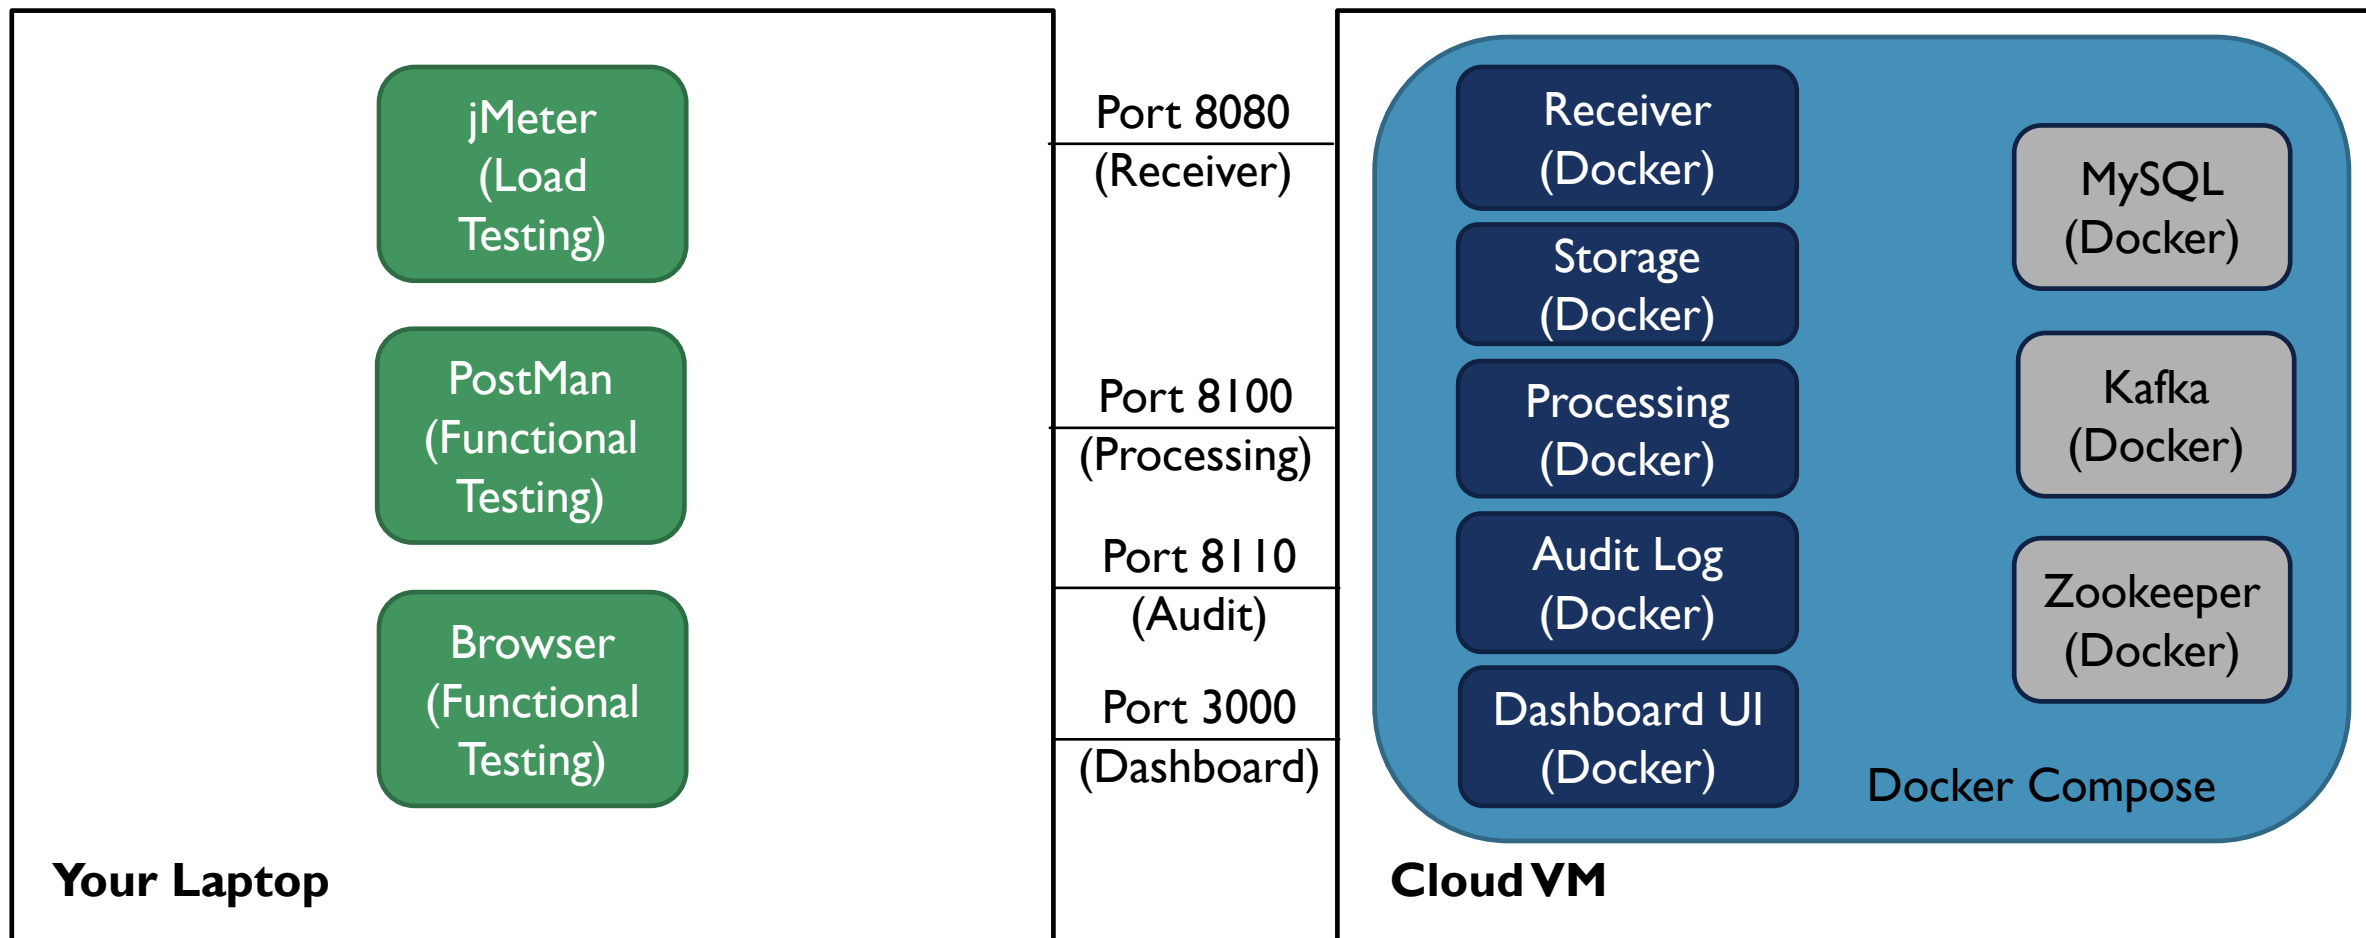 jMeter
(Load
Testing)
PostMan
(Functional
Testing)
Browser
(Functional
Testing)
Your Laptop
Port 8080
(Receiver)
Port 8100
(Processing)
Port 8110
(Audit)
Port 3000
(Dashboard)
Receiver
(Docker)
Storage
(Docker)
Processing
(Docker)
Audit Log
(Docker)
Dashboard UI
(Docker)
MySQL
(Docker)
Kafka
(Docker)
Zookeeper
(Docker)
Docker Compose
Cloud VM